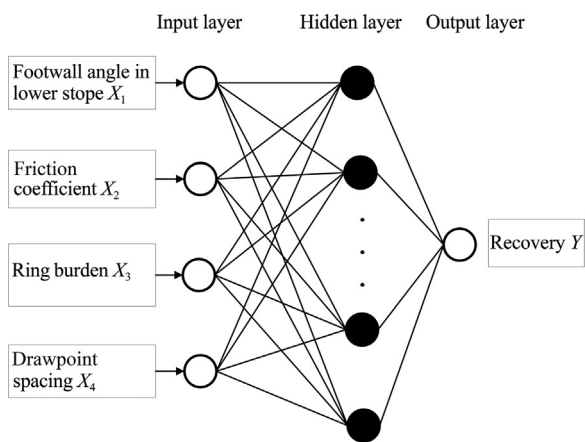 Input layer Hidden layer Output layer
Footwall angle in
lower stope X1
Friction
coefficient X2
Ring burden X3
Drawpoint
spacing X4
Recovery Y